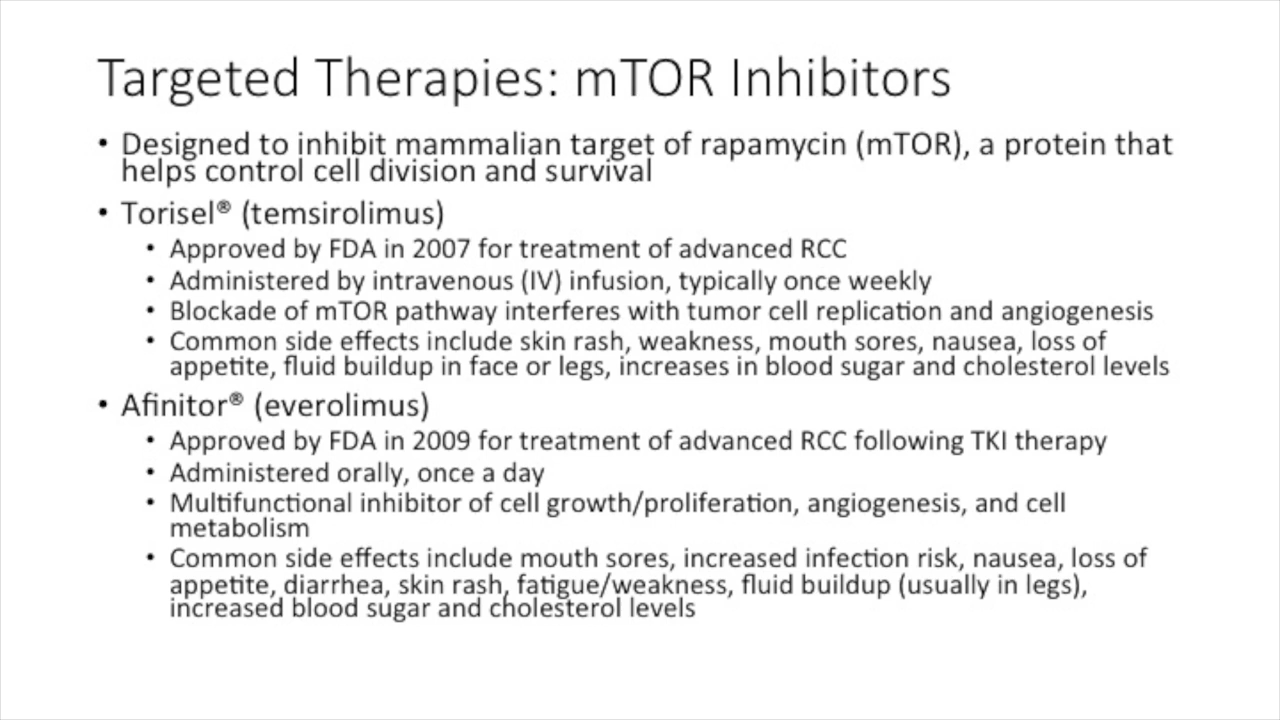 Targeted Therapies: mTOR Inhibitors
• Designed to inhibit mammalian target of rapamycin (mTOR), a protein that
helps control cell division and survival
• Torisel® (temsirolimus)
• Approved by FDA in 2007 for treatment of advanced RCC
• Administered by intravenous (IV) infusion, typically once weekly
• Blockade of mTOR pathway interferes with tumor cell replication and angiogenesis
• Common side effects include skin rash, weakness, mouth sores, nausea, loss of
appetite, fluid buildup in face or legs, increases in blood sugar and cholesterol levels
• Afinitor® (everolimus)
• Approved by FDA in 2009 for treatment of advanced RCC following TKI therapy
• Administered orally, once a day
• Multifunctional inhibitor of cell growth/proliferation, angiogenesis, and cell
metabolism
• Common side effects include mouth sores, increased infection risk, nausea, loss of
appetite, diarrhea, skin rash, fatigue/weakness, fluid buildup (usually in legs),
increased blood sugar and cholesterol levels